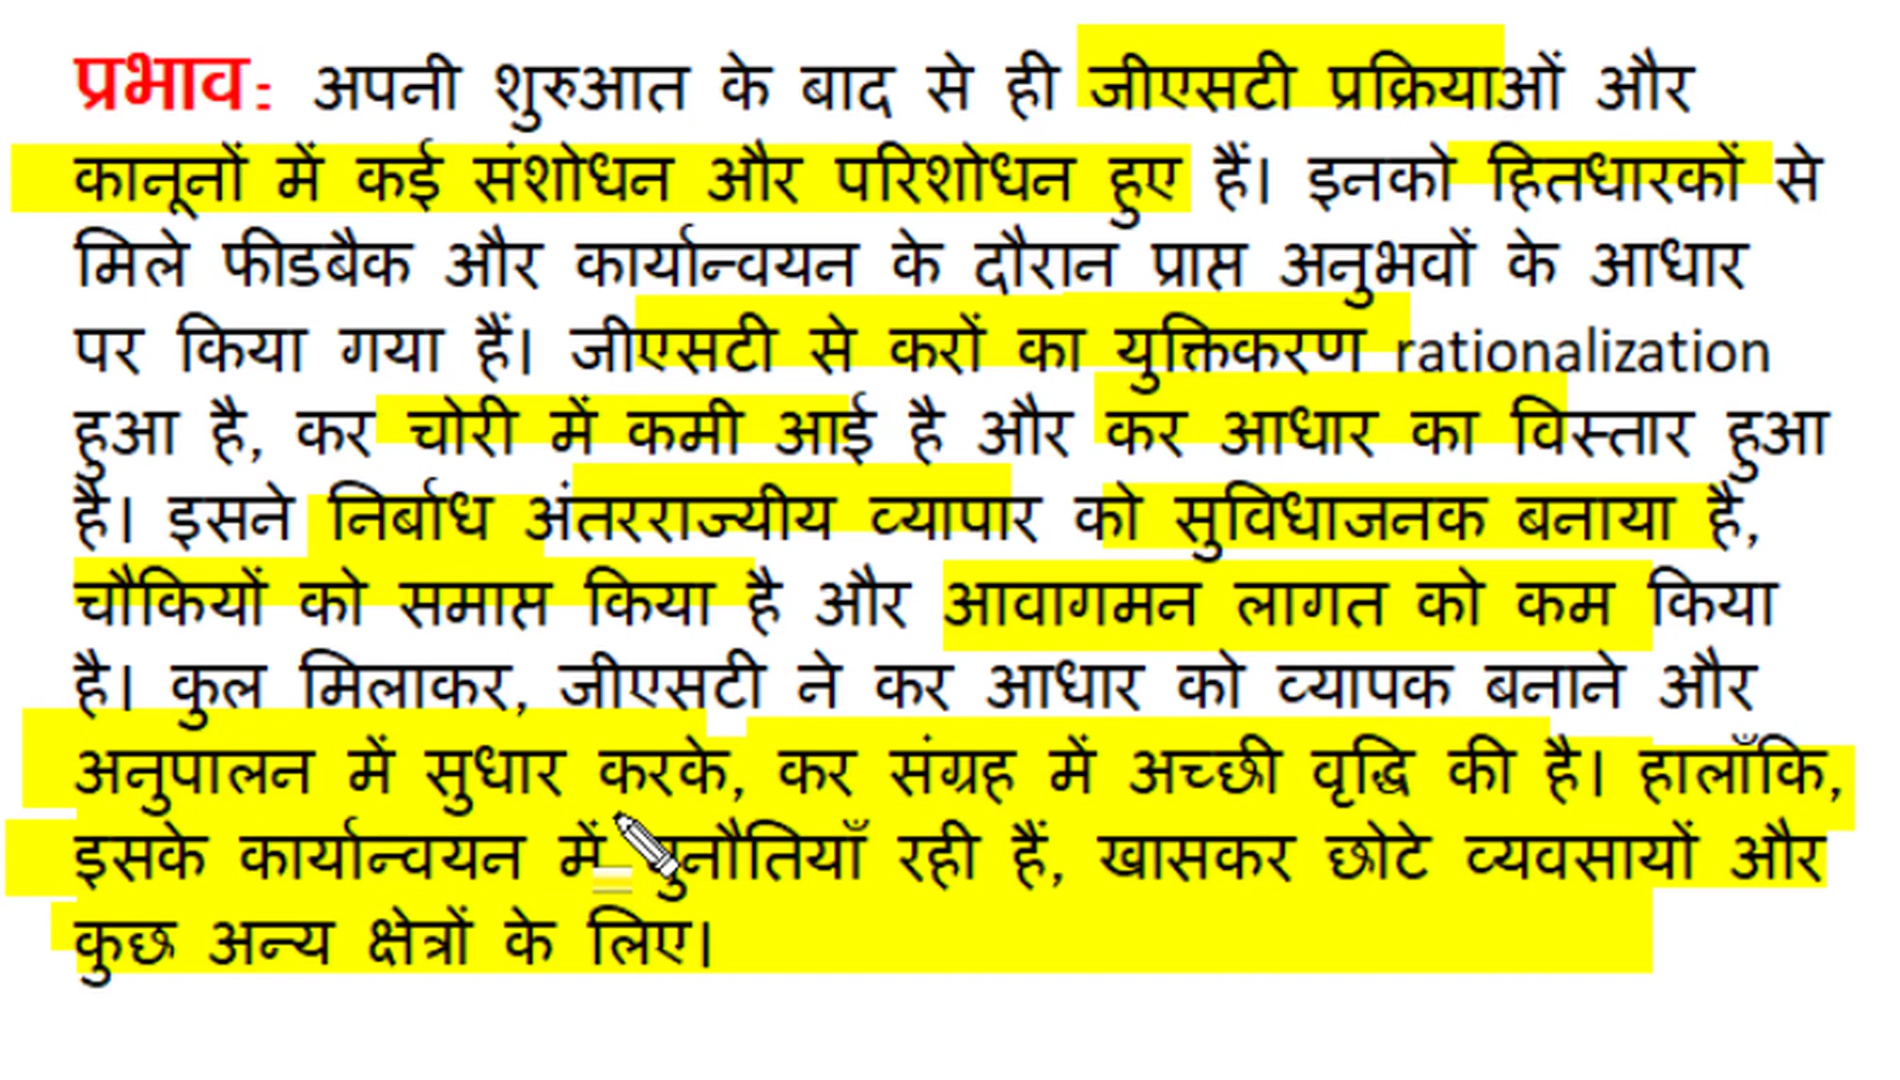 प्रभाव: अपनी शुरुआत के बाद से ही जीएसटी प्रक्रियाओं और
कानूनों में कई संशोधन और परिशोधन हुए हैं। इनको हितधारकों से
मिले फीडबैक और कार्यान्वयन के दौरान प्राप्त अनुभवों के आधार
पर किया गया हैं। जीएसटी से करों का युक्तिकरण rationalization
हुआ है, कर चोरी में कमी आई है और कर आधार का विस्तार हुआ
है। इसने निर्बाध अंतरराज्यीय व्यापार को सुविधाजनक बनाया है,
चौकियों को समाप्त किया है और आवागमन लागत को कम किया
है। कुल मिलाकर, जीएसटी ने कर आधार को व्यापक बनाने और
अनुपालन में सुधार करके, कर संग्रह में अच्छी वृद्धि की है। हालाँकि,
इसके कार्यान्वयन में चुनौतियाँ रही हैं, खासकर छोटे व्यवसायों और
कुछ अन्य क्षेत्रों के लिए।